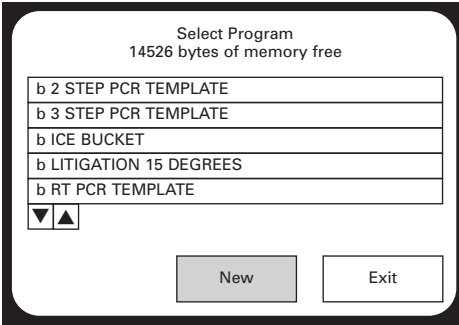 Select Program
14526 bytes of memory free
b 2 STEP PCR TEMPLATE
b 3 STEP PCR TEMPLATE
b ICE BUCKET
b LITIGATION 15 DEGREES
b RT PCR TEMPLATE
New Exit